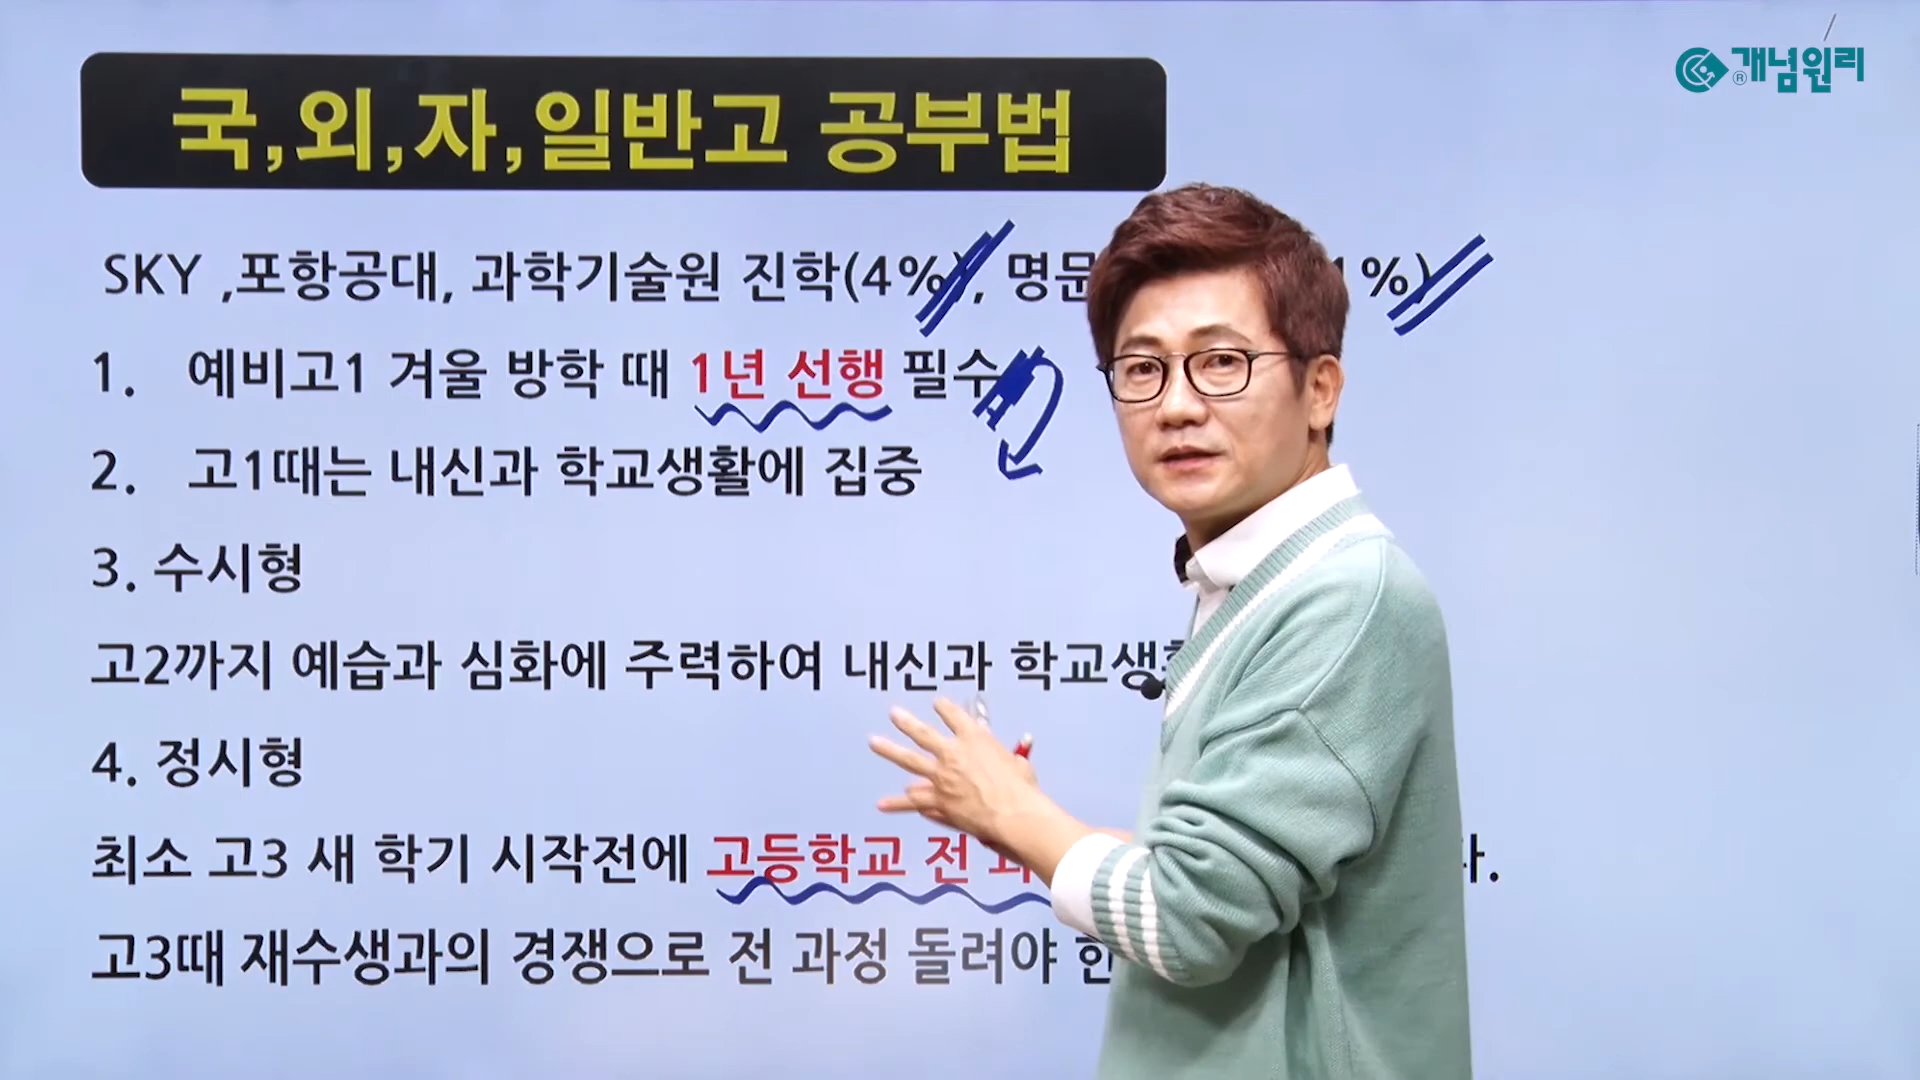 개념원리
국,외,자,일반고 공부법
SKY ,포항공대, 과학기술원 진학(4%), 명문 1%)
1. 예비고1 겨울 방학 때 1년 선행 필수
2. 고1때는 내신과 학교생활에 집중
3. 수시형
고2까지 예습과 심화에 주력하여 내신과
4. 정시형
최소 고3 새 학기 시작전에 고등학교 전
고3때 재수생과의 경쟁으로 전 과정 돌려야